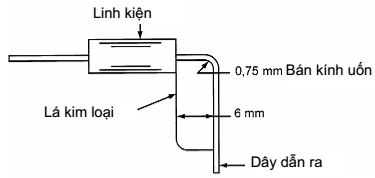 Linh kiện
0,75 mm Bán kính uốn
Lá kim loại
6 mm
Dây dẫn ra